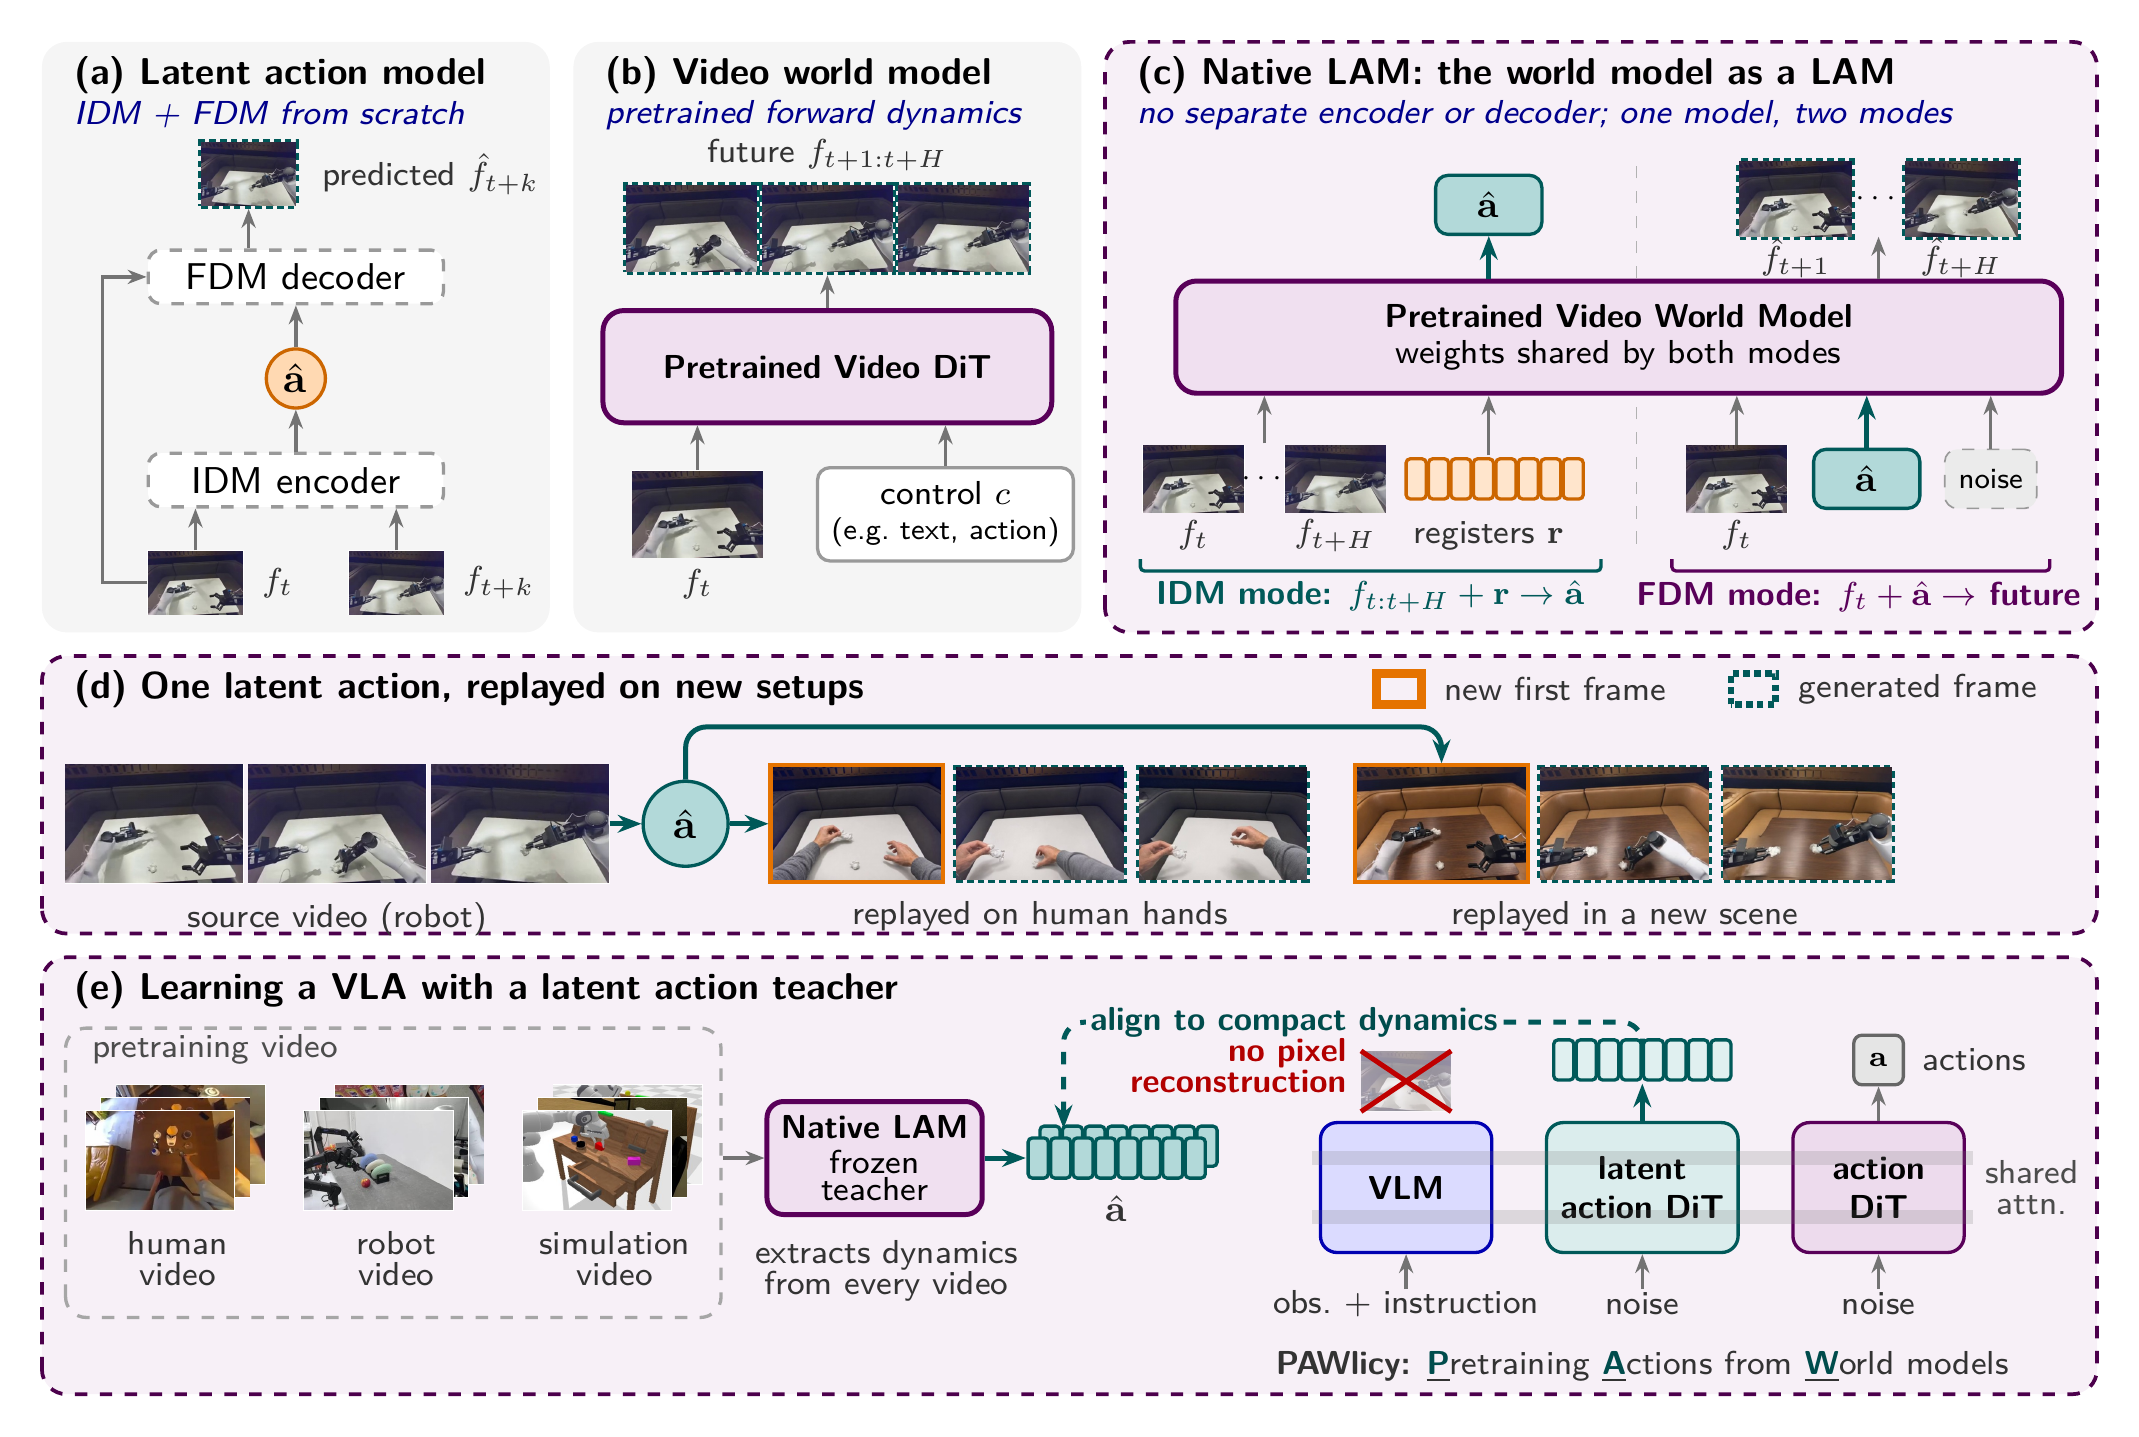 (a) Latent action model
IDM + FDM from scratch
predicted f̂ₜ₊ₖ
FDM decoder
â
IDM encoder
fₜ
fₜ₊ₖ
(b) Video world model
pretrained forward dynamics
future f_{t+1:t+H}
Pretrained Video DiT
control c
(e.g. text, action)
fₜ
(c) Native LAM: the world model as a LAM
no separate encoder or decoder; one model, two modes
â
...
f̂_{t+1}
f̂_{t+H}
Pretrained Video World Model
weights shared by both modes
...
fₜ
f_{t+H}
registers r
fₜ
â
noise
IDM mode: f_{t:t+H} + r → â
FDM mode: fₜ + â → future
(d) One latent action, replayed on new setups
new first frame
generated frame
â
source video (robot)
replayed on human hands
replayed in a new scene
(e) Learning a VLA with a latent action teacher
pretraining video
human
video
robot
video
simulation
video
Native LAM
frozen
teacher
extracts dynamics
from every video
â
align to compact dynamics
no pixel
reconstruction
VLM
latent
action DiT
a
actions
action
DiT
shared
attn.
obs. + instruction
noise
noise
PAWlicy: Pretraining Actions from World models